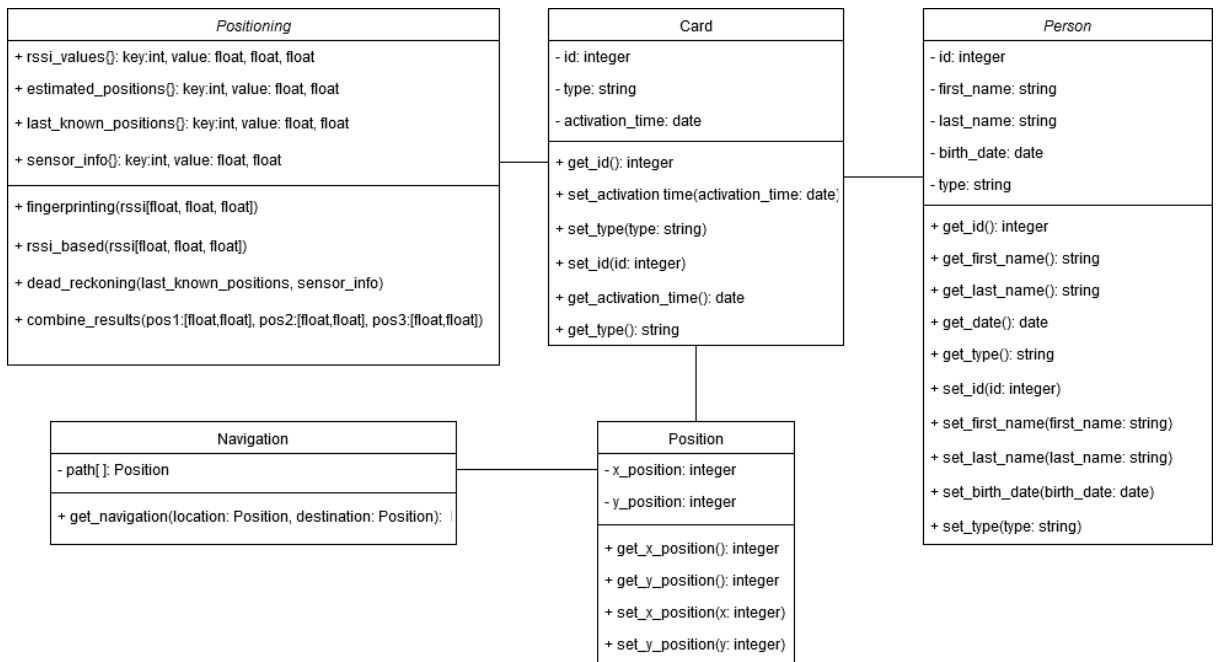 Positioning
+ rssi_values{}: key:int, value: float, float, float
+ estimated_positions{}: key:int, value: float, float
+ last_known_positions{}: key:int, value: float, float
+ sensor_info{}: key:int, value: float, float
+ fingerprinting(rssi[float, float, float])
+ rssi_based(rssi[float, float, float])
+ dead_reckoning(last_known_positions, sensor_info)
+ combine_results(pos1:[float,float], pos2:[float,float], pos3:[float,float])
Card
- id: integer
- type: string
- activation_time: date
+ get_id(): integer
+ set_activation time(activation_time: date)
+ set_type(type: string)
+ set_id(id: integer)
+ get_activation_time(): date
+ get_type(): string
Person
- id: integer
- first_name: string
- last_name: string
- birth_date: date
- type: string
+ get_id(): integer
+ get_first_name(): string
+ get_last_name(): string
+ get_date(): date
+ get_type(): string
+ set_id(id: integer)
+ set_first_name(first_name: string)
+ set_last_name(last_name: string)
+ set_birth_date(birth_date: date)
+ set_type(type: string)
Navigation
- path[ ]: Position
+ get_navigation(location: Position, destination: Position):
Position
- x_position: integer
- y_position: integer
+ get_x_position(): integer
+ get_y_position(): integer
+ set_x_position(x: integer)
+ set_y_position(y: integer)